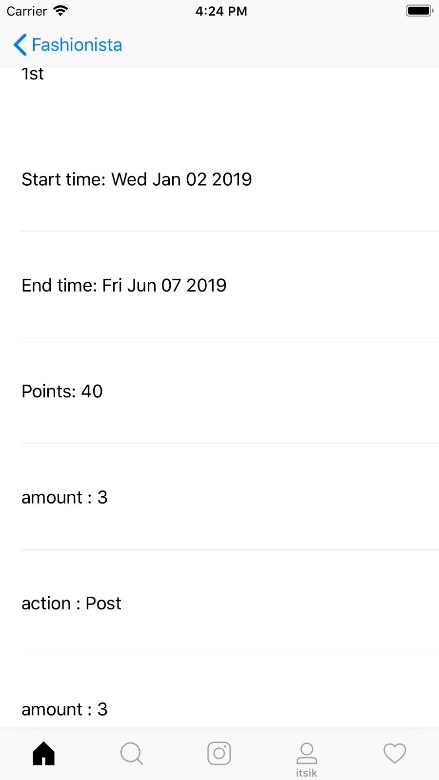 Carrier 4:24 PM
Fashionista
1st
Start time: Wed Jan 02 2019
End time: Fri Jun 07 2019
Points: 40
amount : 3
action : Post
amount : 3
itsik